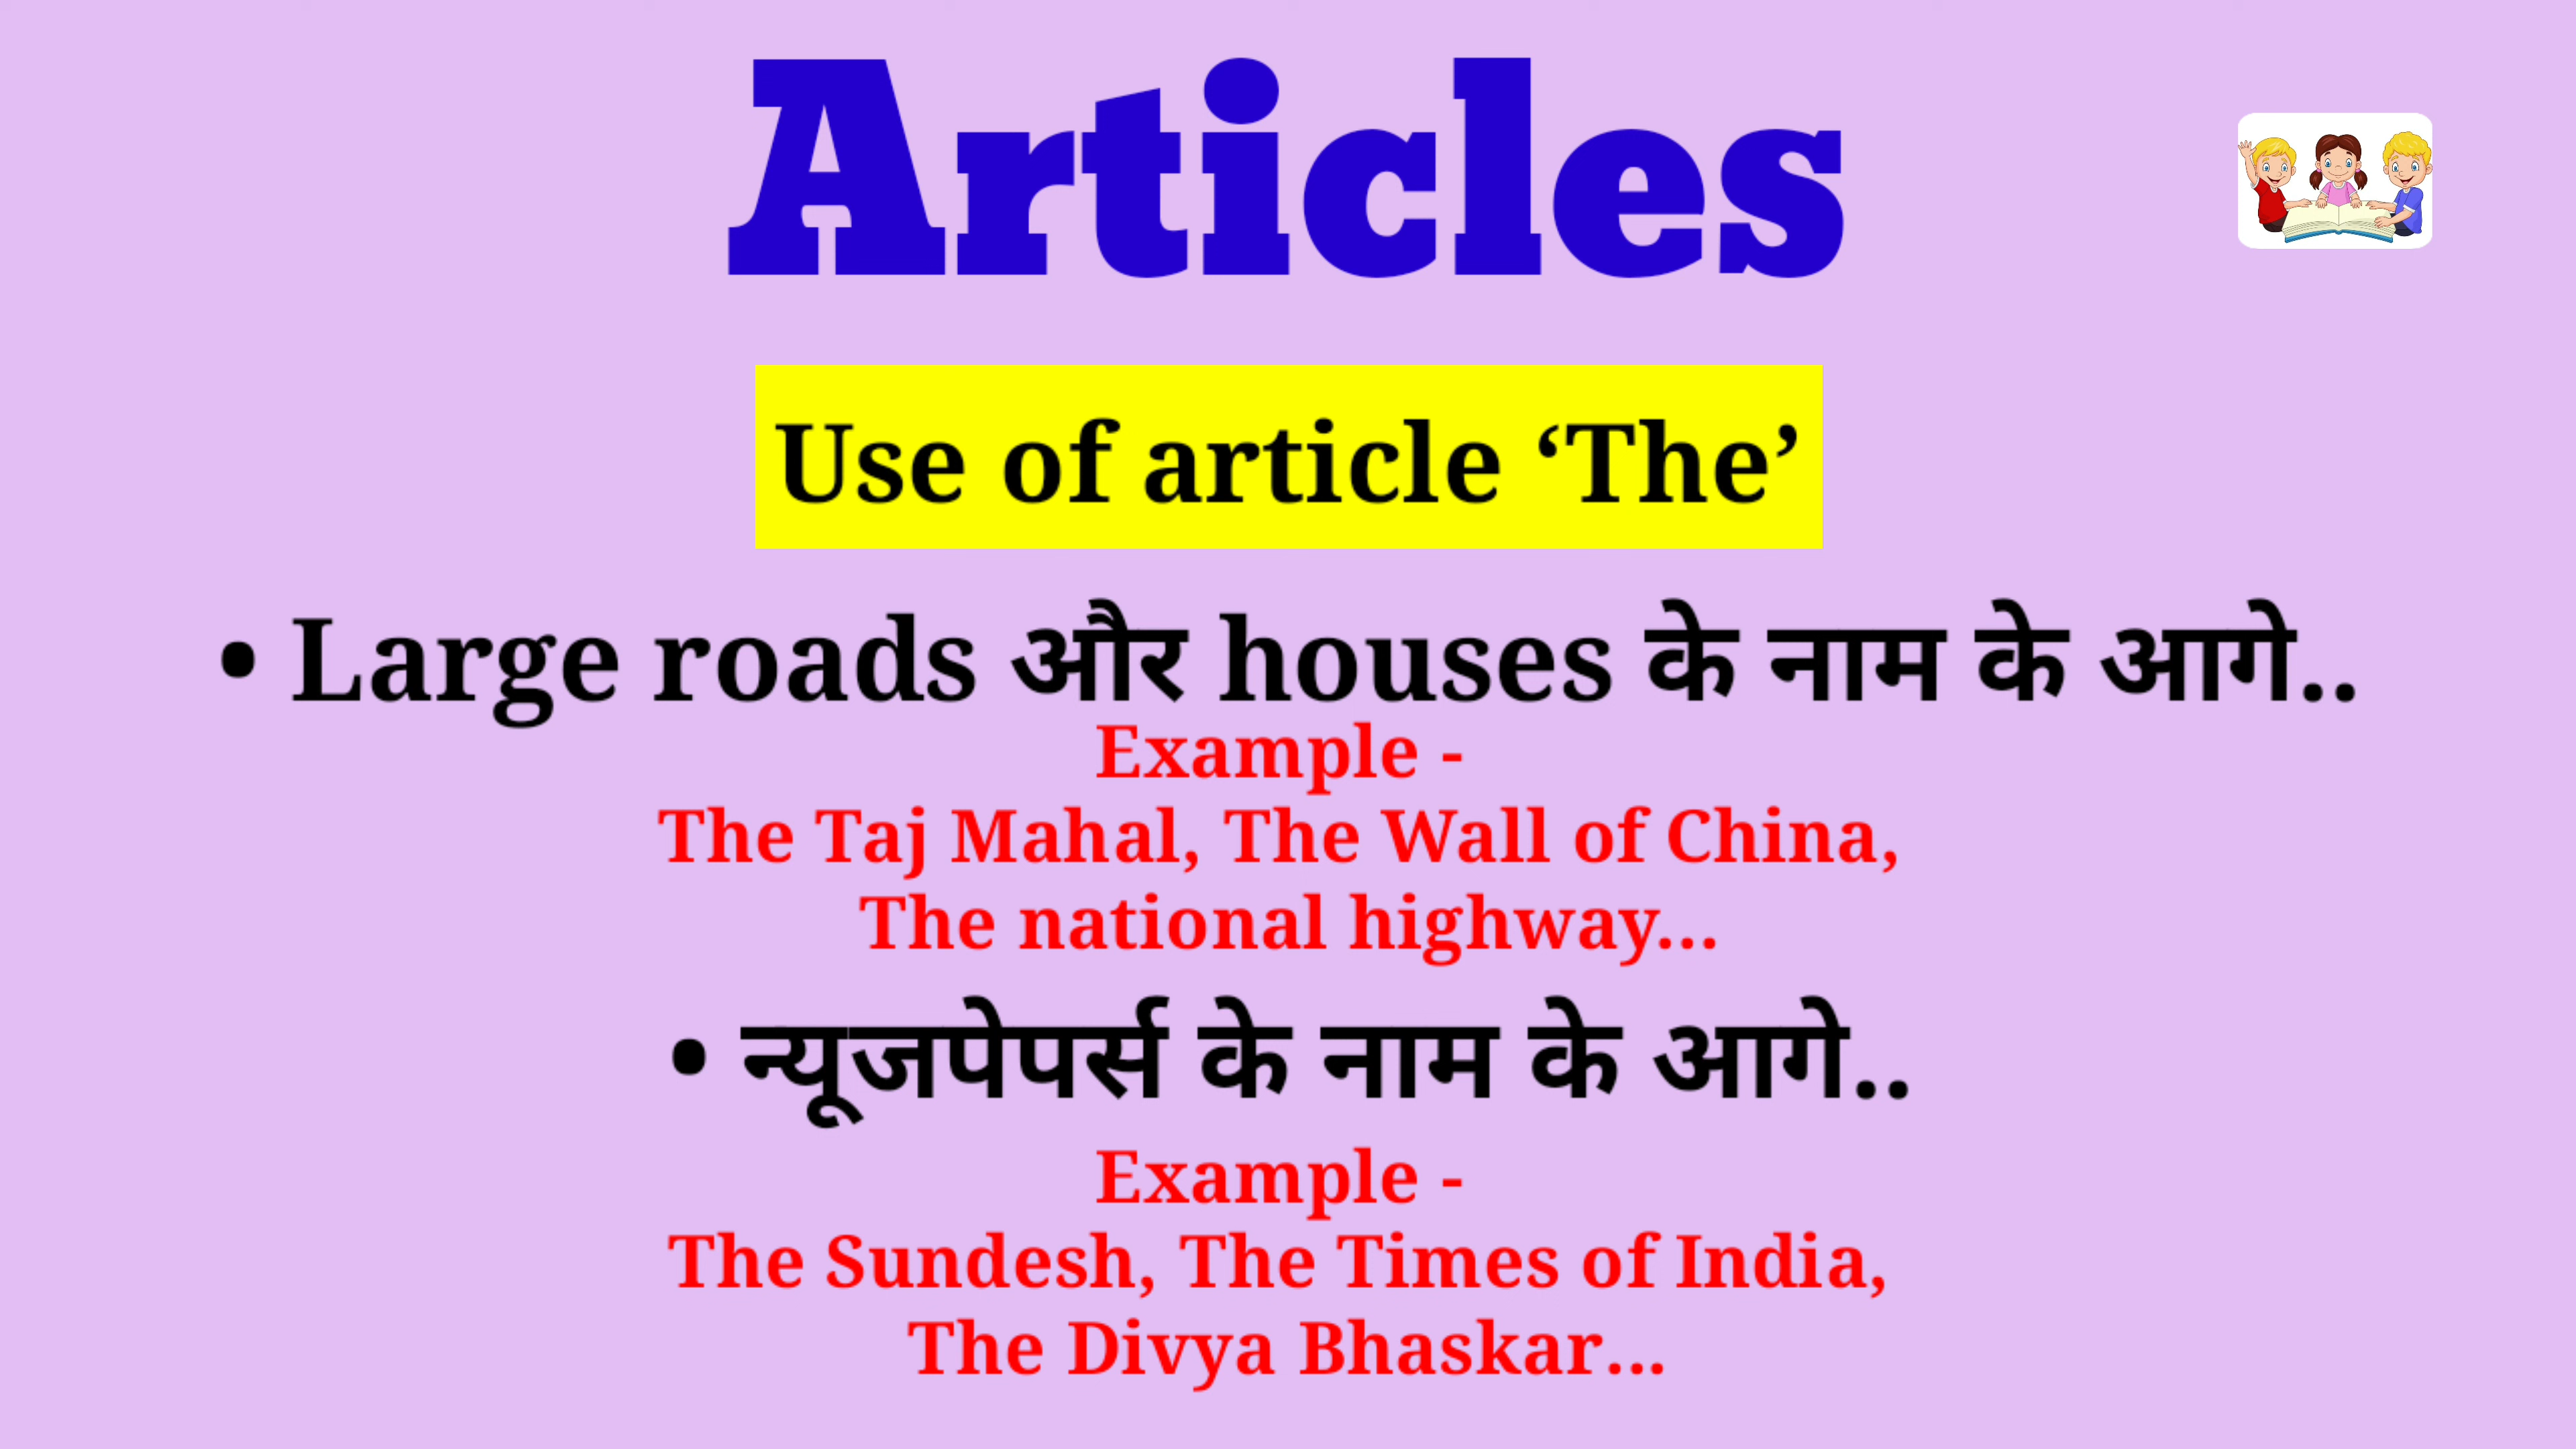 Articles
Use of article ‘The’
• Large roads और houses के नाम के आगे..
Example -
The Taj Mahal, The Wall of China,
The national highway...
• न्यूजपेपर्स के नाम के आगे..
Example -
The Sundesh, The Times of India,
The Divya Bhaskar...